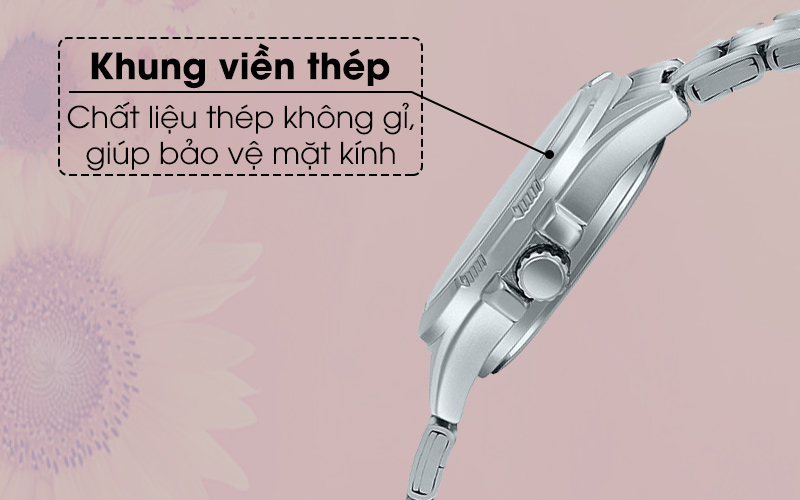 Khung viền thép
Chất liệu thép không gỉ,
giúp bảo vệ mặt kính